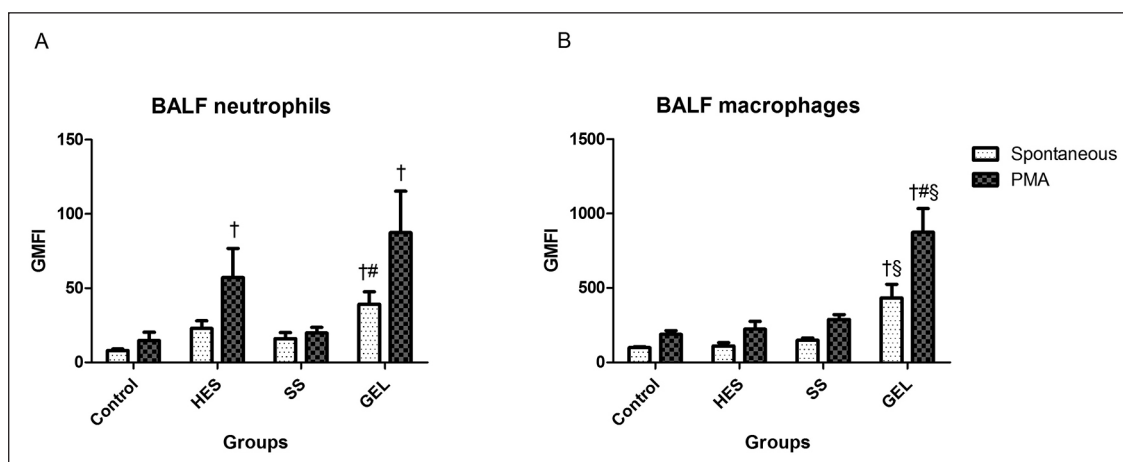 A
BALF neutrophils
150
100
50
0
GMFI
†
†#
†
Control
HES
SS
GEL
Groups
B
BALF macrophages
1500
1000
500
0
GMFI
†§
†#§
Control
HES
SS
GEL
Groups
Spontaneous
PMA